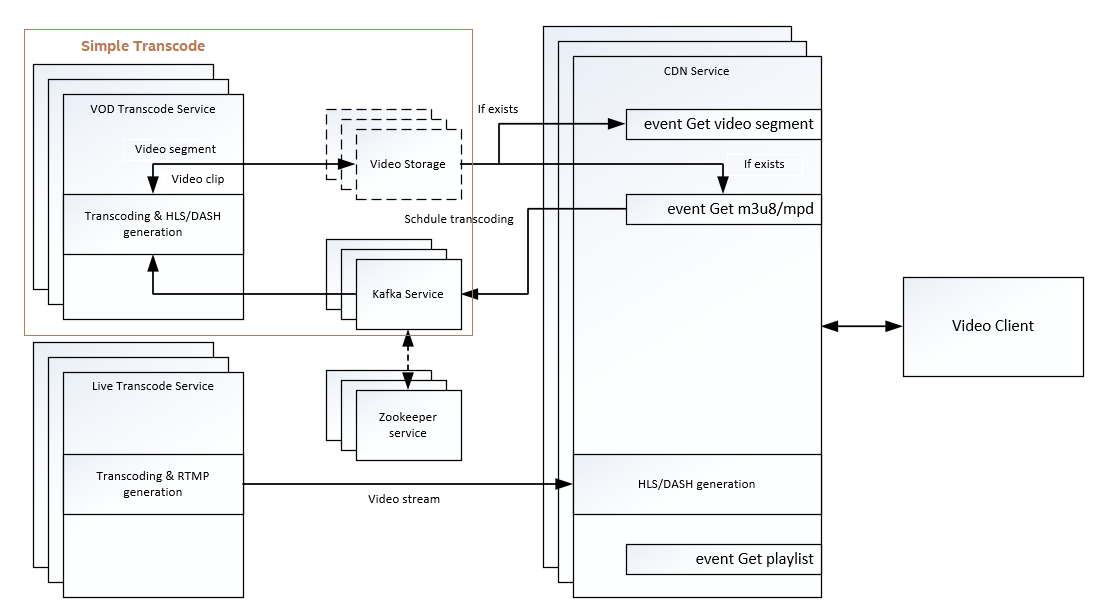 Simple Transcode
VOD Transcode Service
Video segment
Video clip
Transcoding & HLS/DASH
generation
Video Storage
If exists
Schdule transcoding
Kafka Service
Zookeeper
service
Live Transcode Service
Transcoding & RTMP
generation
Video stream
CDN Service
event Get video segment
If exists
event Get m3u8/mpd
HLS/DASH generation
event Get playlist
Video Client